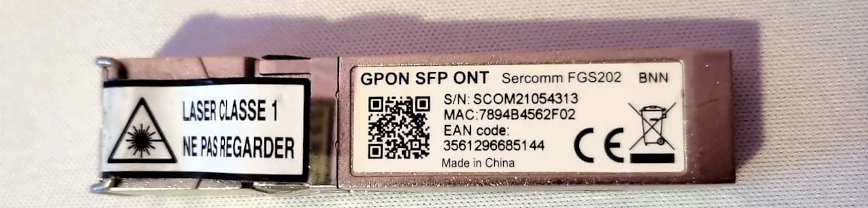 LASER CLASSE 1
NE PAS REGARDER
GPON SFP ONT Sercomm FGS202 BNN
S/N: SCOM21054313
MAC:7894B4562F02
EAN code:
3561296685144
Made in China
CE